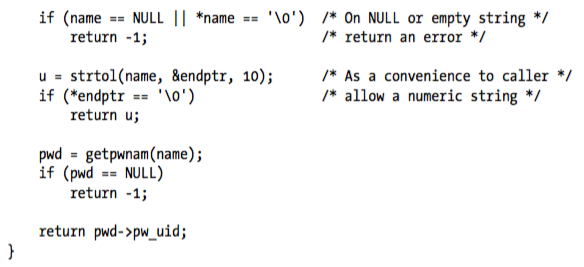 if (name == NULL || *name == '\0')  /* On NULL or empty string */
return -1;                      /* return an error */
u = strtol(name, &endptr, 10);      /* As a convenience to caller */
if (*endptr == '\0')                /* allow a numeric string */
return u;
pwd = getpwnam(name);
if (pwd == NULL)
return -1;
return pwd->pw_uid;
}